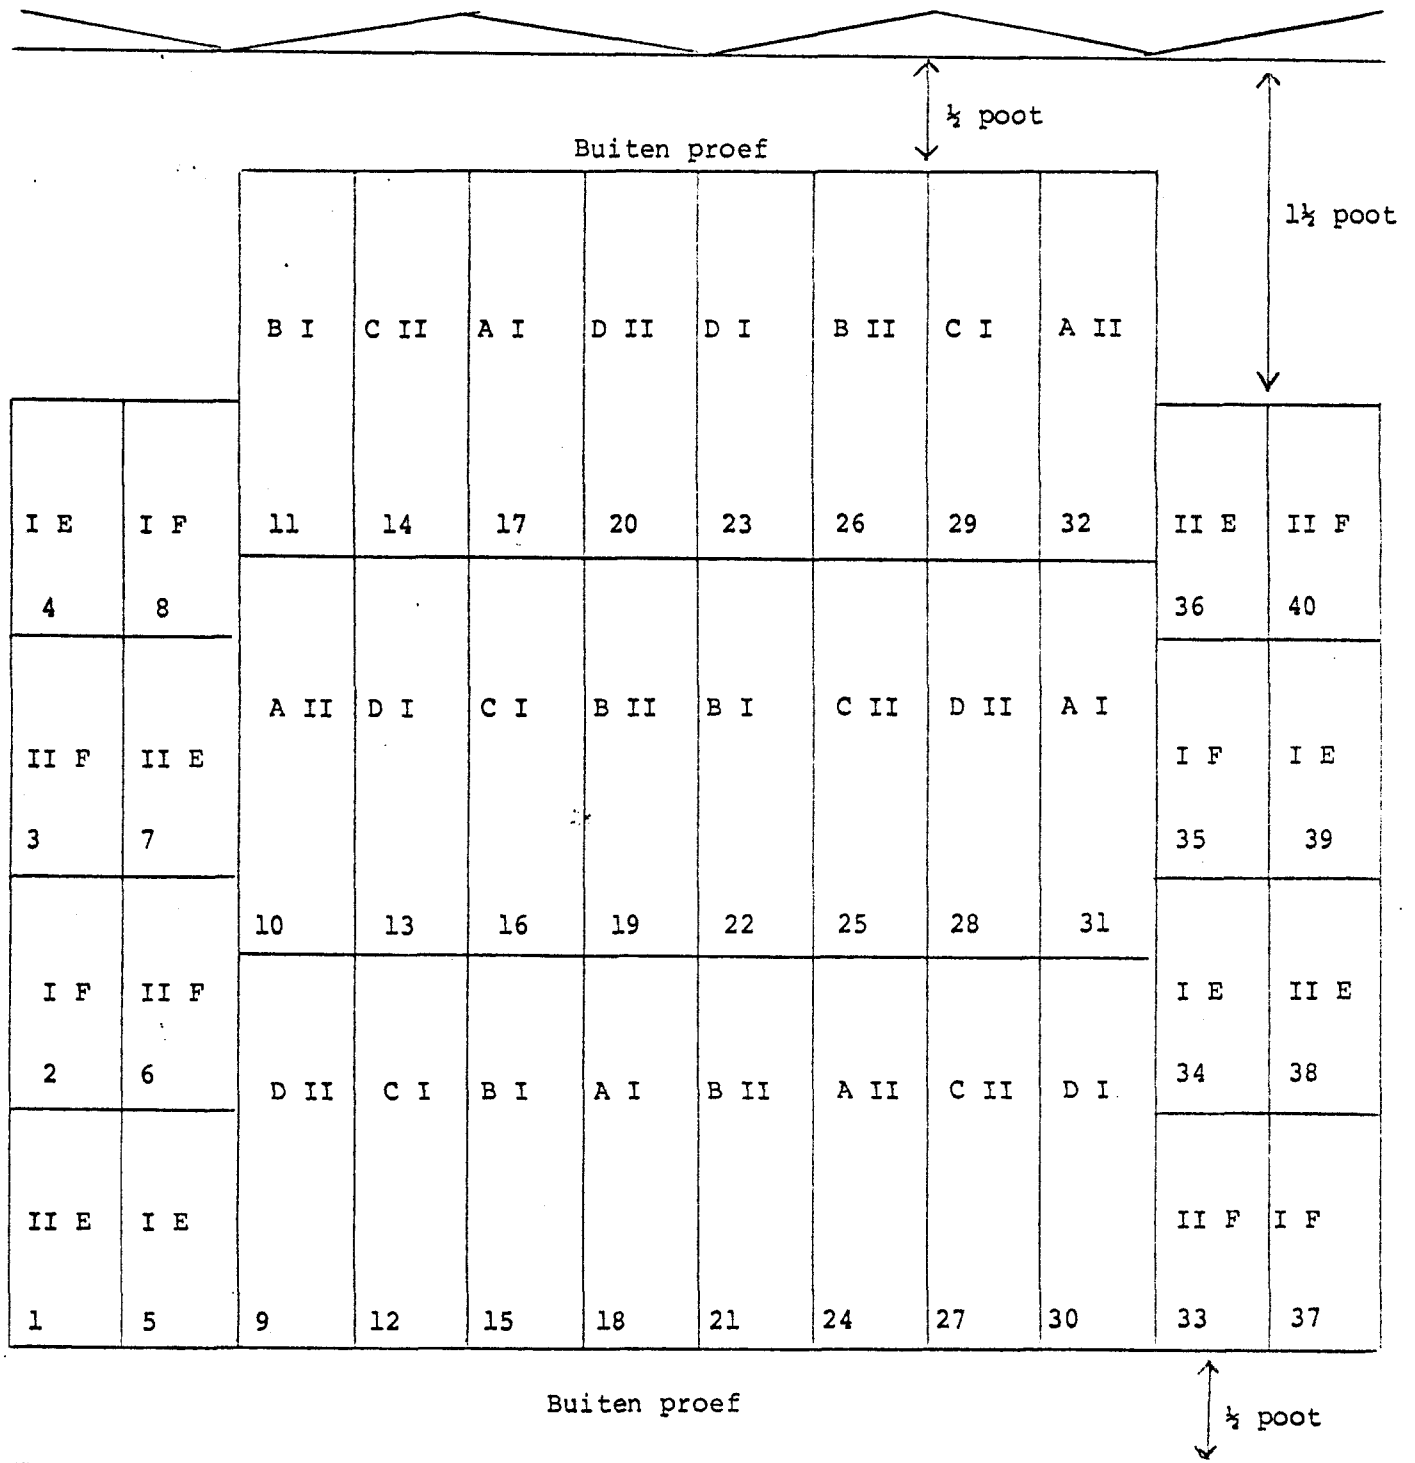 ½ poot
Buiten proef
1½ poot
B I C II A I D II D I B II C I A II
I E I F 11 14 17 20 23 26 29 32 II E II F
4 8 36 40
A II D I C I B II B I C II D II A I
II F II E I F I E
3 7 35 39
10 13 16 19 22 25 28 31
I F II F I E II E
2 6 34 38
D II C I B I A I B II A II C II D I
II E I E II F I F
1 5 9 12 15 18 21 24 27 30 33 37
Buiten proef
½ poot